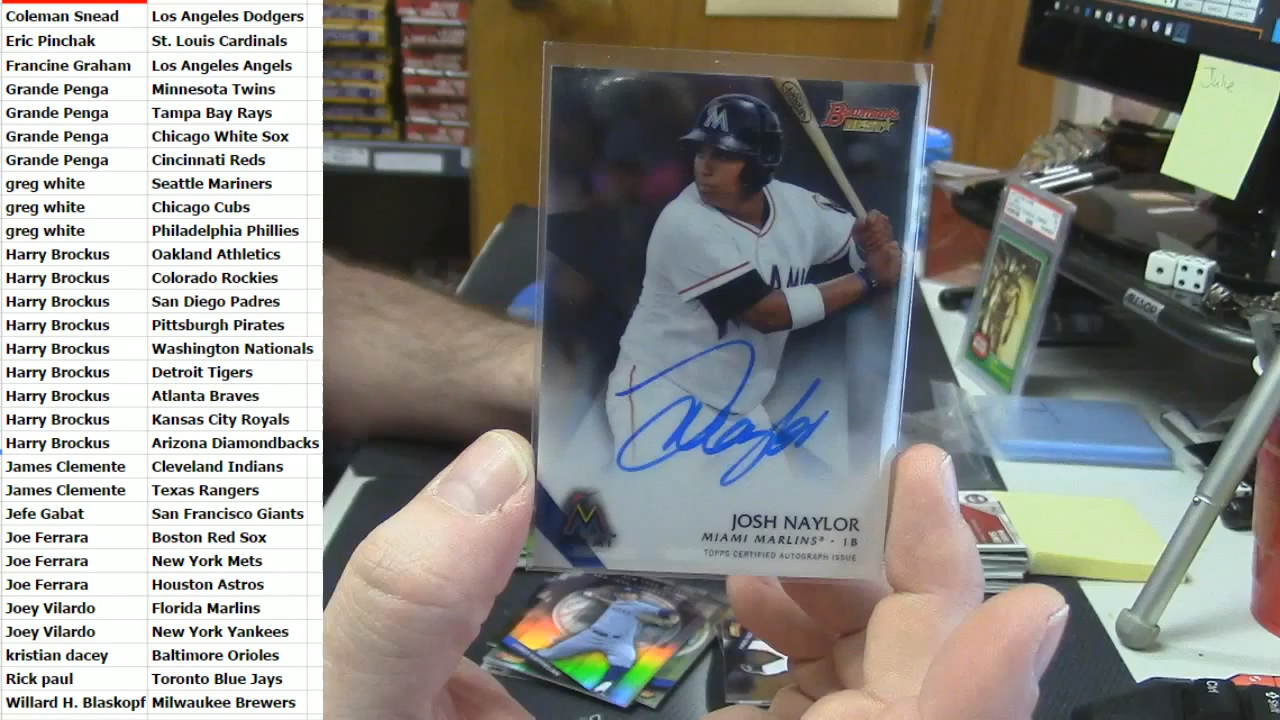 Coleman Snead Los Angeles Dodgers
Eric Pinchak St. Louis Cardinals
Francine Graham Los Angeles Angels
Grande Penga Minnesota Twins
Grande Penga Tampa Bay Rays
Grande Penga Chicago White Sox
Grande Penga Cincinnati Reds
greg white Seattle Mariners
greg white Chicago Cubs
greg white Philadelphia Phillies
Harry Brockus Oakland Athletics
Harry Brockus Colorado Rockies
Harry Brockus San Diego Padres
Harry Brockus Pittsburgh Pirates
Harry Brockus Washington Nationals
Harry Brockus Detroit Tigers
Harry Brockus Atlanta Braves
Harry Brockus Kansas City Royals
Harry Brockus Arizona Diamondbacks
James Clemente Cleveland Indians
James Clemente Texas Rangers
Jefe Gabat San Francisco Giants
Joe Ferrara Boston Red Sox
Joe Ferrara New York Mets
Joe Ferrara Houston Astros
Joey Vilardo Florida Marlins
Joey Vilardo New York Yankees
kristian dacey Baltimore Orioles
Rick paul Toronto Blue Jays
Willard H. Blaskopf Milwaukee Brewers
Bowman's
BEST
M
AMI
J Naylor
JOSH NAYLOR
MIAMI MARLINS® · 1B
TOPPS CERTIFIED AUTOGRAPH ISSUE
Juke
ALLSOP
Ctrl